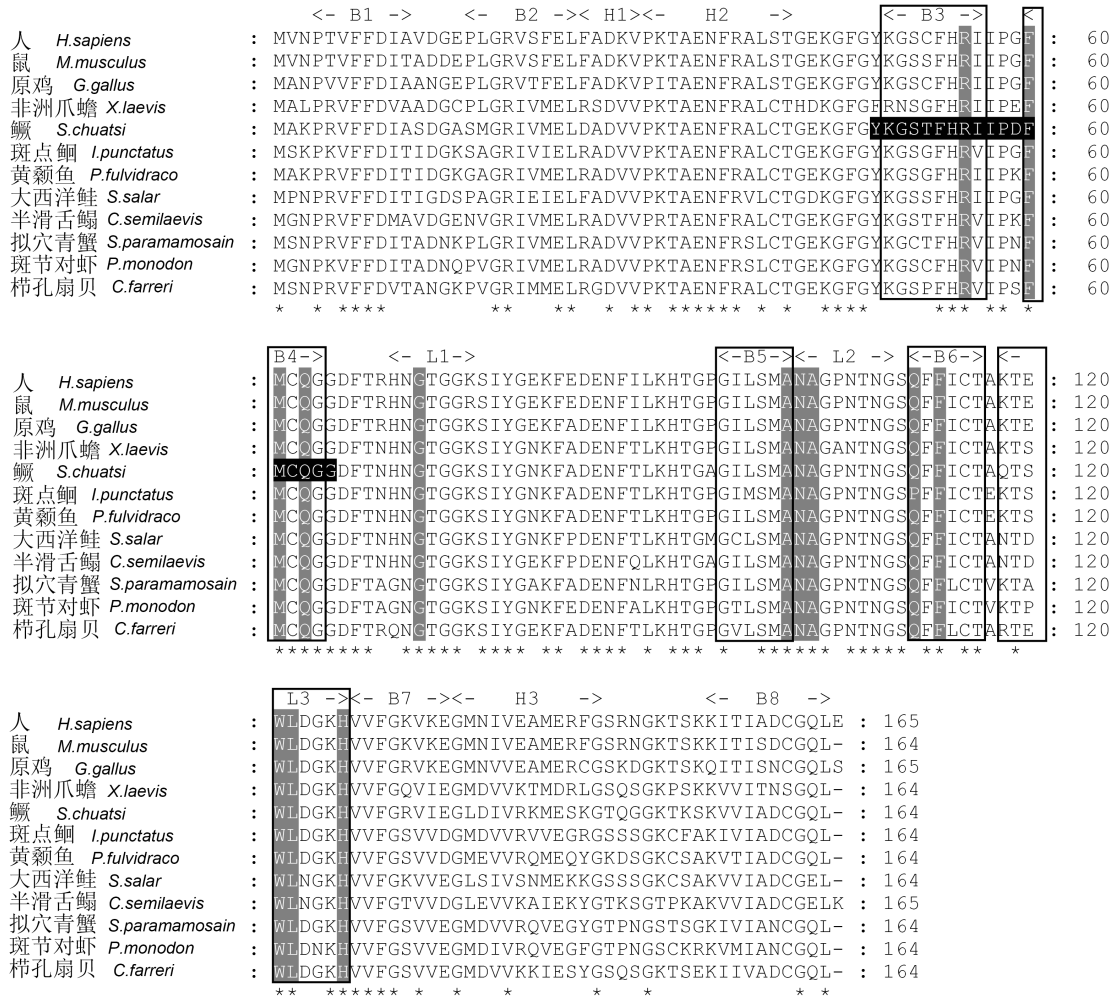 <- B1 -> <- B2 -> <- H1 -> <- H2 -> <- B3 -> <
人 H.sapiens : MVNPTVFFDIAVDGEPLGRVSFELFADKVPKTAENFRALSTGEKGFGYKGSCFHRIIPGF : 60
鼠 M.musculus : MVNPTVFFDITADDEPLGRVSFELFADKVPKTAENFRALSTGEKGFGYKGSSFHRIIPGF : 60
原鸡 G.gallus : MANPVVFFDIAANGEPLGRVTFELFADKVPITAENFRALSTGEKGFGYKGSCFHRIIPGF : 60
非洲爪蟾 X.laevis : MALPRVFFDVAADGCPLGRIVMELRSDVVPKTAENFRALCTHDKGFGFRNSGFHRIIPEF : 60
鳜 S.chuatsi : MAKPRVFFDIASDGASMGRIVMELDADVVPKTAENFRALCTGEKGFGYKGSTFHRIIPDF : 60
斑点鮰 I.punctatus : MSKPKVFFDITIDGKSAGRIVMELRADVVPKTAENFRALCTGEKGFGYKGSGFHRVIPGF : 60
黄颡鱼 P.fulvidraco : MAKPRVFFDITIDGKGAGRIVMELRADVVPKTAENFRALCTGEKGFGYKGSGFHRIIPKF : 60
大西洋鲑 S.salar : MPNPRVFFDITIGDSPAGRIEIELFADVVPKTAENFRVLCTGEKGFGYKGSSFHRIIPGF : 60
半滑舌鳎 C.semilaevis : MGNPRVFFDMAVDGENVGRIVMELRADVVPKTAENFRALCTGEKGFGYKGSTFHRVIPKF : 60
拟穴青蟹 S.paramamosain : MSNPRVFFDITADNKPLGRIVMELRADVVPKTAENFRSLCTGEKGFGYKGCTFHRVIPNF : 60
斑节对虾 P.monodon : MGNPKVFFDITADNQPVGRIVMELRADVVPKTAENFRSLCTGEKGFGYKGSSFHRVIPNF : 60
栉孔扇贝 C.farreri : MSNPRVFFDVTANGKPVGRIMMELRGDVVPRTAENFRALCTGEKGFGYKGSPFHRVIPSF : 60
* * **** ** ** * ** ****** * * **** *** ** *
B4 -> <- L1 -> <-B5-> <- L2 -> <- B6 -> <-
人 H.sapiens : MCQGGDFTRHNGTGGKSIYGEKFEDENFILKHTGPGILSMANAGPNTNGSQFFICTAKTE : 120
鼠 M.musculus : MCQGGDFTRHNGTGGRSIYGEKFEDENFILKHTGPGILSMANAGPNTNGSQFFICTAKTE : 120
原鸡 G.gallus : MCQGGDFTRHNGTGGKSIYGEKFADENFILKHTGPGILSMANAGPNTNGSQFFICTAKTE : 120
非洲爪蟾 X.laevis : MCQGGDFTNHNGTGGKSIYGNKFADENFQLRHTGPGILSMANAGANTNGSQFFICTAKTS : 120
鳜 S.chuatsi : MCQGGDFTNHNGTGGKSIYGNKFADENFTLKHTGAGILSMANAGPNTNGSQFFICTAQTS : 120
斑点鮰 I.punctatus : MCQGGDFTNHNGTGGKSIYGNKFADENFTLKHTGPGIMSMANAGPNTNGSPFFICTEKTS : 120
黄颡鱼 P.fulvidraco : MCQGGDFTNHNGTGGKSIYGNKFADENFTLKHTGPGILSMANAGPNTNGSQFFICTEKTS : 120
大西洋鲑 S.salar : MCQGGDFTNHNGTGGKSIYGNKFPDENFTLKHTGMGCLSMANAGPNTNGSQFFICTANTD : 120
半滑舌鳎 C.semilaevis : MCQGGDFTNHNGTGGKSIYGEKFPDENFQLKHTGPGILSMANAGPNTNGSQFFICTANTD : 120
拟穴青蟹 S.paramamosain : MCQGGDFTAGNGTGGKSIYGAKFADENFNLRHTGPGILSMANAGPNTNGSQFFLCTVKTA : 120
斑节对虾 P.monodon : MCQGGDFTAGNGTGGKSIYGNKFADENFALKHTGPGTLSMANAGPNTNGSQFFICTVKTP : 120
栉孔扇贝 C.farreri : MCQGGDFTRQNGTGGKSIYGEKFADENFTLKHTGPGVLSMANAGPNTNGSQFFLCTARTE : 120
******** ***** **** ** **** * *** * ****** ***** ** ** *
L3 -> <- B7 -> <- H3 -> <- B8 ->
人 H.sapiens : WLDGKHVVFGKVKEGMNIVEAMERFGSRNGKTSKKITIADCGQLE : 165
鼠 M.musculus : WLDGKHVVFGKVKEGMNIVEAMERFGSRNGKTSKKITISDCGQL- : 164
原鸡 G.gallus : WLDGKHVVFGRVKEGMNVVEAMERCGSKDGKTSKQITISNCGQLS : 165
非洲爪蟾 X.laevis : WLDGKHVVFGQVIEGMDVVKTMDRLGSQSGKPSKKVVITNSGQL- : 164
鳜 S.chuatsi : WLDGKHVVFGRVIEGLDIVRKMESKGTQGGKTKSKVVIADCGQL- : 164
斑点鮰 I.punctatus : WLDGKHVVFGSVVDGMDVVRVVEGRGSSSGKCFAKIVIADCGQL- : 164
黄颡鱼 P.fulvidraco : WLDGKHVVFGSVVDGMEVVRQMEQYGKDSGKCSAKVTIADCGQL- : 164
大西洋鲑 S.salar : WLNGKHVVFGKVVEGLSIVSNMEKKGSSSGKCSAKVVIADCGEL- : 164
半滑舌鳎 C.semilaevis : WLNGKHVVFGTVVDGLEVVKAIEKYGTKSGTPKAKVVIADCGELK : 165
拟穴青蟹 S.paramamosain : WLDGKHVVFGSVVEGMDVVRQVEGYGTPNGSTSGKIVIADCGQL- : 164
斑节对虾 P.monodon : WLDNKHVVFGSVVEGMDIVRQVEGFGTPNGSCKRKVMIANCGQL- : 164
栉孔扇贝 C.farreri : WLDGKHVVFGSVVEGMDVVKKIESYGSQSGKTSEKIIVADCGQL- : 164
** ****** * * * * * * *